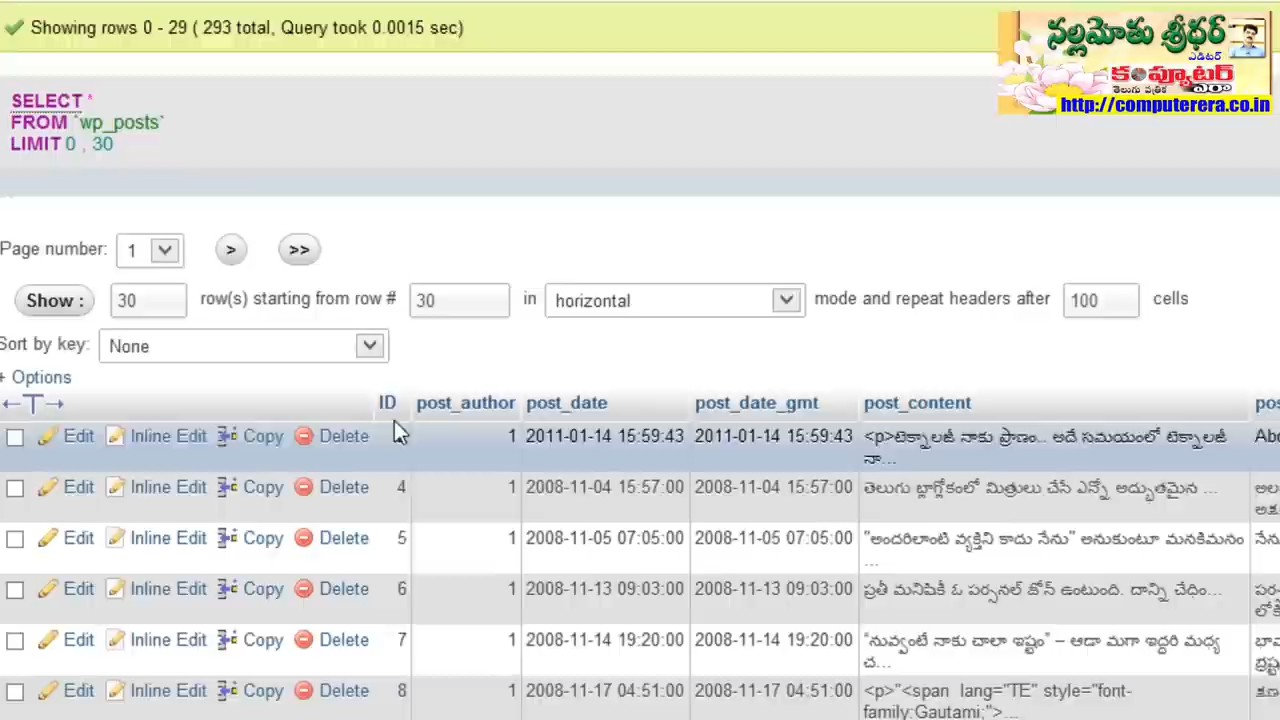 Showing rows 0 - 29 ( 293 total, Query took 0.0015 sec)
నల్లమోతు శ్రీధర్
ఎడిటర్
కంప్యూటర్
తెలుగు పత్రిక ఎరా
http://computerera.co.in
SELECT *
FROM `wp_posts`
LIMIT 0 , 30
Page number: 1 > >>
Show : 30 row(s) starting from row # 30 in horizontal mode and repeat headers after 100 cells
Sort by key: None
+ Options
←T→ ID post_author post_date post_date_gmt post_content
Edit Inline Edit Copy Delete 1 2011-01-14 15:59:43 2011-01-14 15:59:43 <p>టెక్నాలజీ నాకు ప్రాణం.. అదే సమయంలో టెక్నాలజీ
నా...
Edit Inline Edit Copy Delete 4 1 2008-11-04 15:57:00 2008-11-04 15:57:00 తెలుగు బ్లాగ్లోకంలో మిత్రులు చేసే ఎన్నో అద్భుతమైన ...
Edit Inline Edit Copy Delete 5 1 2008-11-05 07:05:00 2008-11-05 07:05:00 "అందరిలాంటి వ్యక్తిని కాదు నేను" అనుకుంటూ మనకిమనం
...
Edit Inline Edit Copy Delete 6 1 2008-11-13 09:03:00 2008-11-13 09:03:00 ప్రతీ మనిషికీ ఓ పర్సనల్ జోన్ ఉంటుంది. దాన్ని చేధిం...
Edit Inline Edit Copy Delete 7 1 2008-11-14 19:20:00 2008-11-14 19:20:00 “నువ్వంటే నాకు చాలా ఇష్టం” – ఆడా మగా ఇద్దరి మధ్య
చ...
Edit Inline Edit Copy Delete 8 1 2008-11-17 04:51:00 2008-11-17 04:51:00 <p>"<span lang="TE" style="font-
family:Gautami;">...